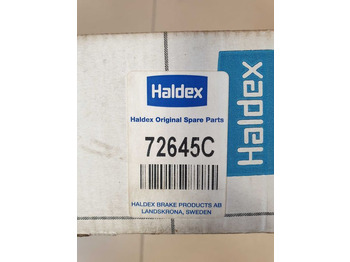 Haldex
Haldex Original Spare Parts
72645C
HALDEX BRAKE PRODUCTS AB
LANDSKRONA, SWEDEN
Haldex